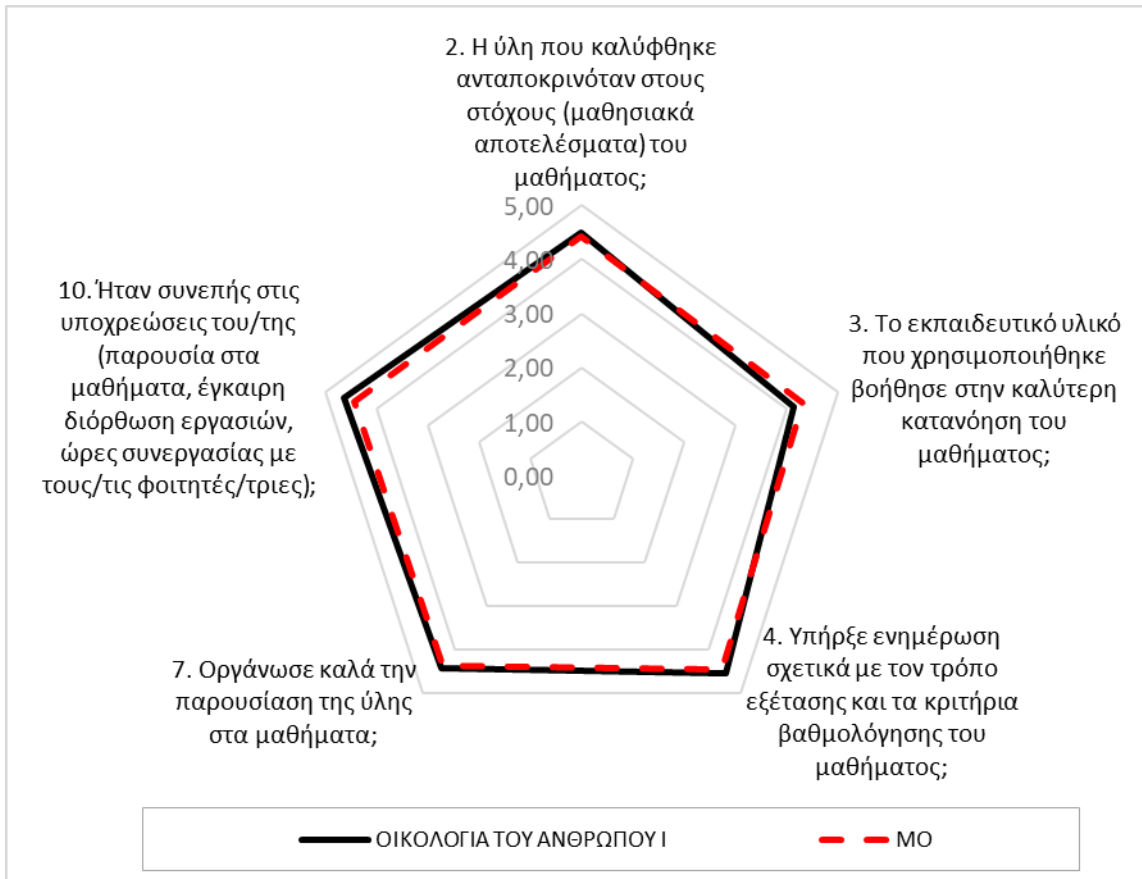 2. Η ύλη που καλύφθηκε
ανταποκρινόταν στους
στόχους (μαθησιακά
αποτελέσματα) του
μαθήματος;
5,00
4,00
3,00
2,00
1,00
0,00
3. Το εκπαιδευτικό υλικό
που χρησιμοποιήθηκε
βοήθησε στην καλύτερη
κατανόηση του
μαθήματος;
4. Υπήρξε ενημέρωση
σχετικά με τον τρόπο
εξέτασης και τα κριτήρια
βαθμολόγησης του
μαθήματος;
7. Οργάνωσε καλά την
παρουσίαση της ύλης
στα μαθήματα;
10. Ήταν συνεπής στις
υποχρεώσεις του/της
(παρουσία στα
μαθήματα, έγκαιρη
διόρθωση εργασιών,
ώρες συνεργασίας με
τους/τις φοιτητές/τριες);
ΟΙΚΟΛΟΓΙΑ ΤΟΥ ΑΝΘΡΩΠΟΥ Ι
ΜΟ